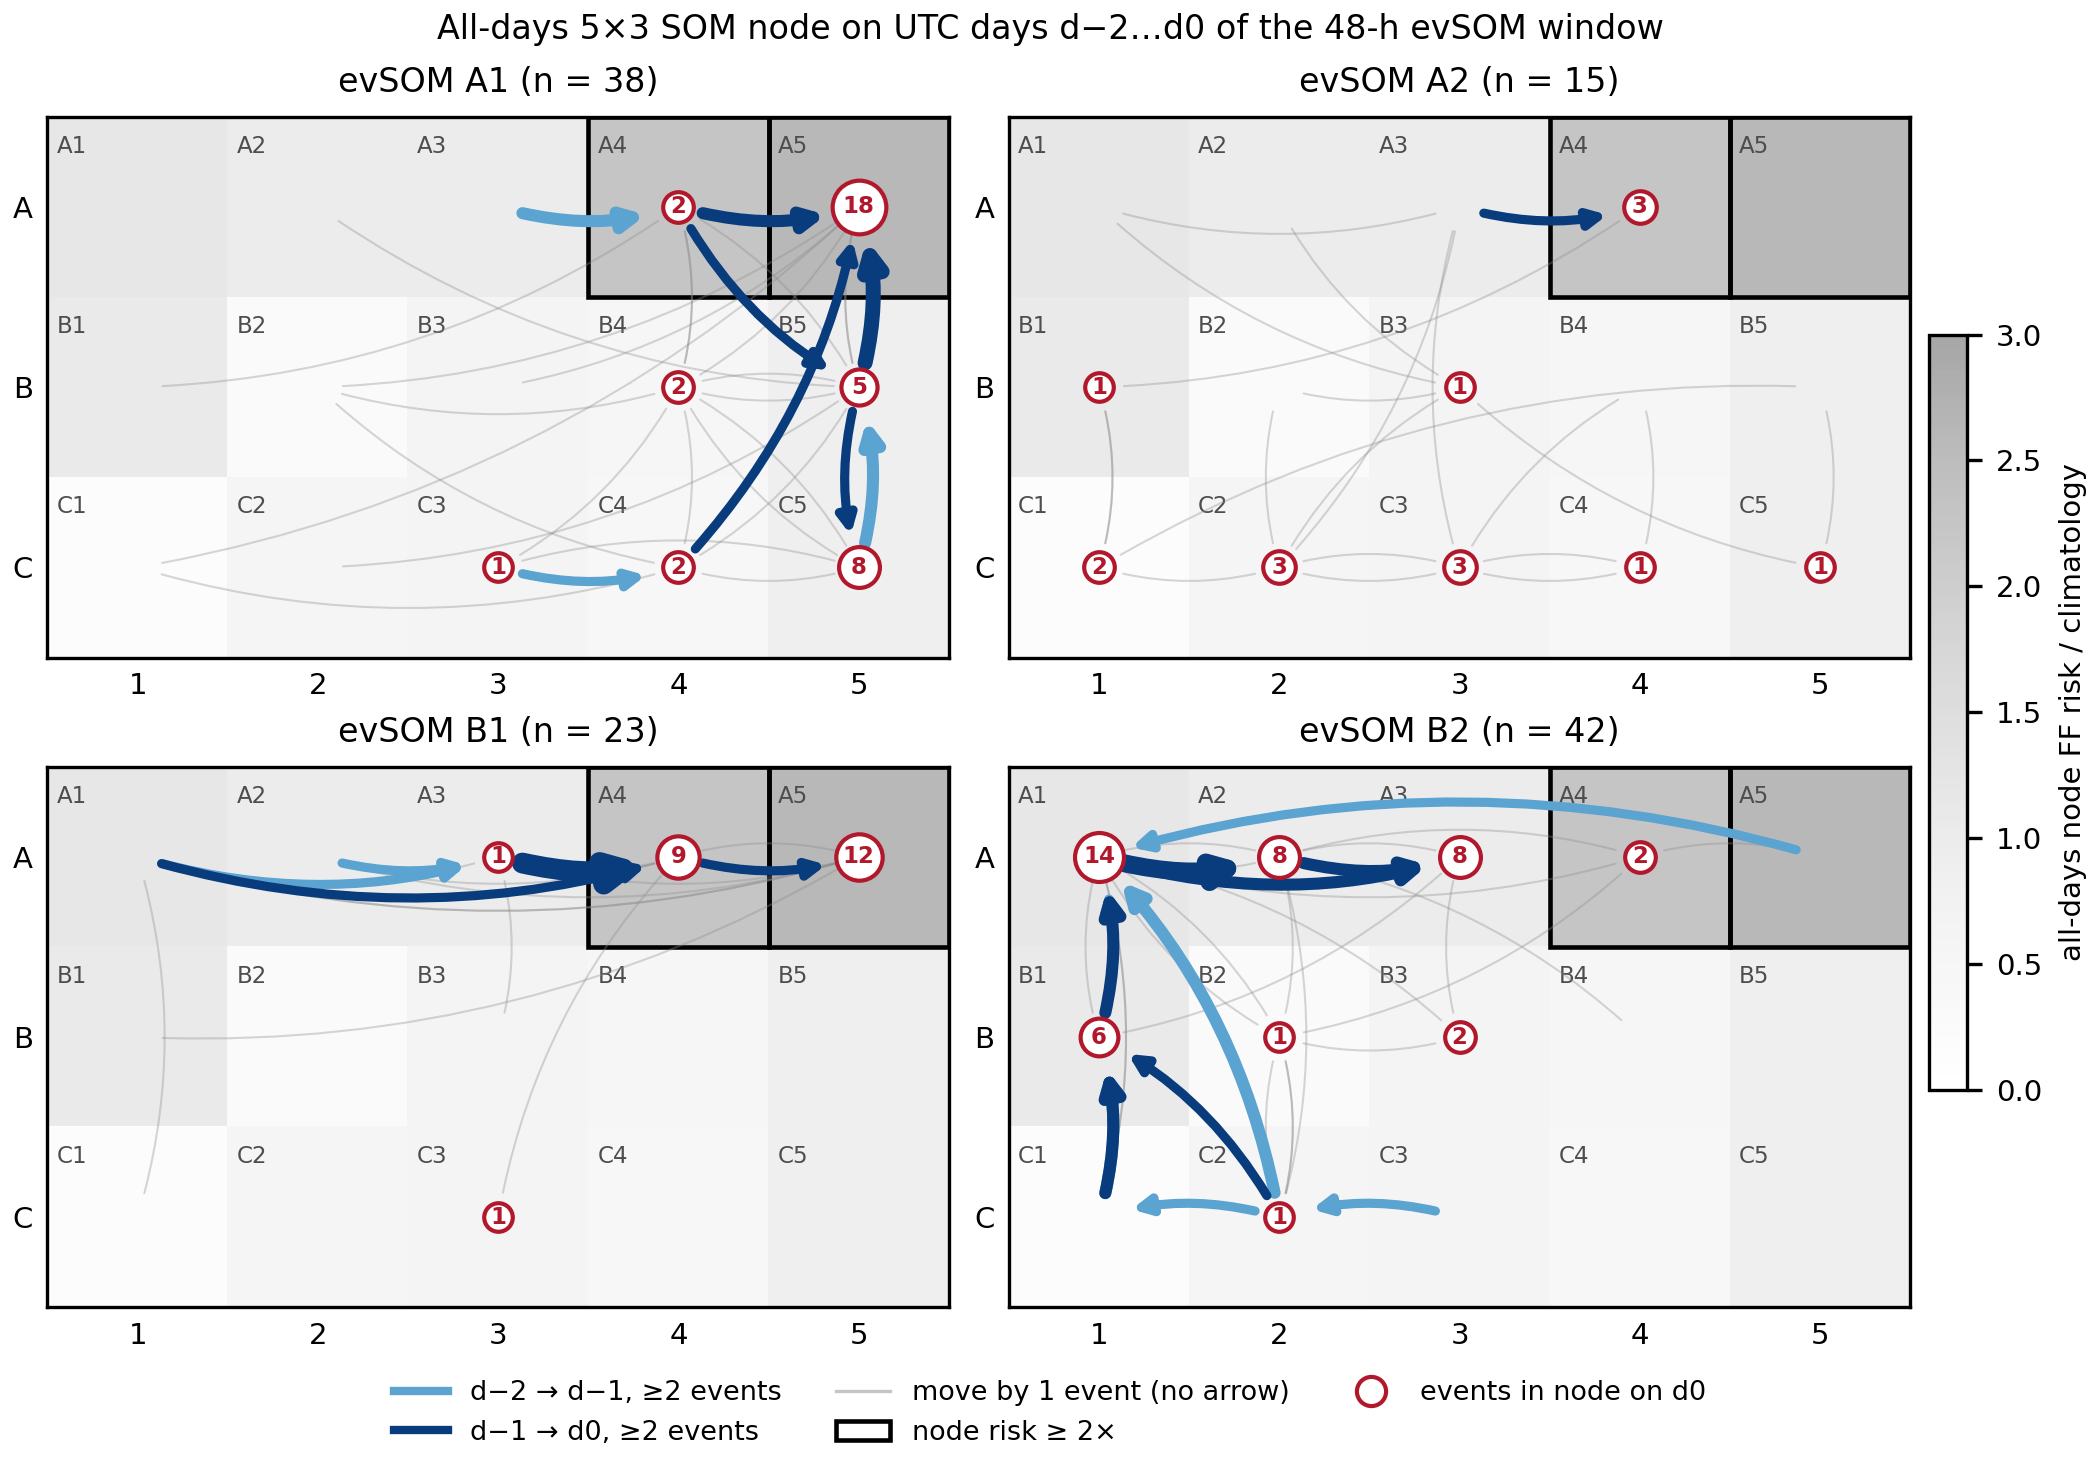 All-days 5×3 SOM node on UTC days d−2…d0 of the 48-h evSOM window
evSOM A1 (n = 38)
A1 A2 A3 A4 A5
A
2 18
B1 B2 B3 B4 B5
B
2 5
C1 C2 C3 C4 C5
C
1 2 8
1 2 3 4 5
evSOM A2 (n = 15)
A1 A2 A3 A4 A5
A
3
B1 B2 B3 B4 B5
B
1 1
C1 C2 C3 C4 C5
C
2 3 3 1 1
1 2 3 4 5
evSOM B1 (n = 23)
A1 A2 A3 A4 A5
A
1 9 12
B1 B2 B3 B4 B5
B
C1 C2 C3 C4 C5
C
1
1 2 3 4 5
evSOM B2 (n = 42)
A1 A2 A3 A4 A5
A
14 8 8 2
B1 B2 B3 B4 B5
B
6 1 2
C1 C2 C3 C4 C5
C
1
1 2 3 4 5
3.0
2.5
2.0
1.5
1.0
0.5
0.0
all-days node FF risk / climatology
d−2 → d−1, ≥2 events
d−1 → d0, ≥2 events
move by 1 event (no arrow)
node risk ≥ 2×
events in node on d0